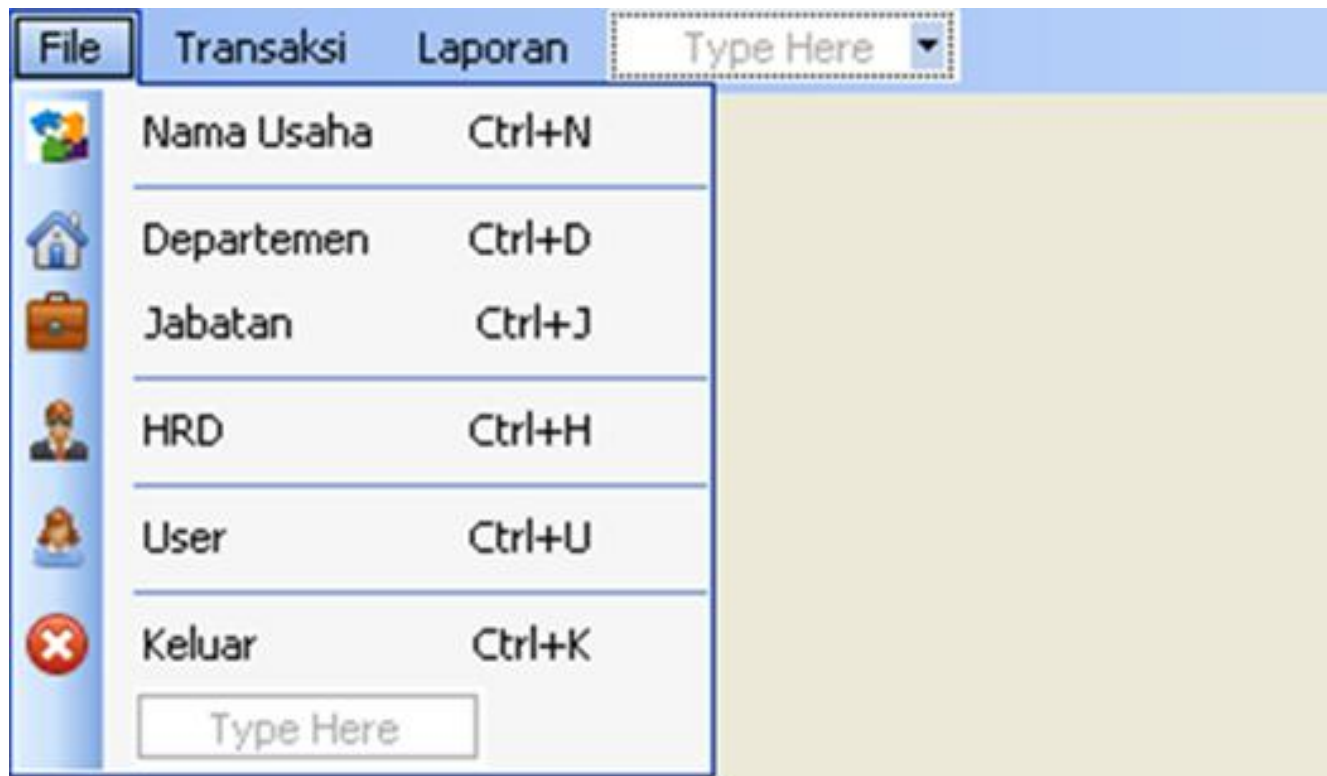 File Transaksi Laporan Type Here
Nama Usaha Ctrl+N
Departemen Ctrl+D
Jabatan Ctrl+J
HRD Ctrl+H
User Ctrl+U
Keluar Ctrl+K
Type Here